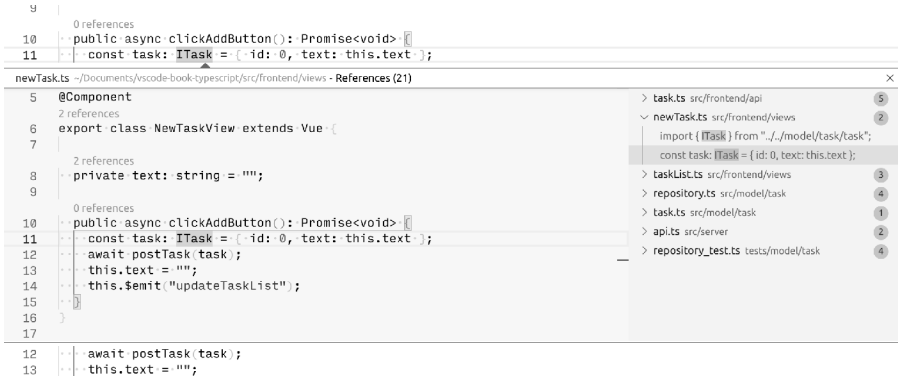 9
0 references
10 public async clickAddButton(): Promise<void> {
11 const task: ITask = { id: 0, text: this.text };
newTask.ts ~/Documents/vscode-book-typescript/src/frontend/views - References (21)
5 @Component
2 references
6 export class NewTaskView extends Vue {
7
2 references
8 private text: string = "";
9
0 references
10 public async clickAddButton(): Promise<void> {
11 const task: ITask = { id: 0, text: this.text };
12 await postTask(task);
13 this.text = "";
14 this.$emit("updateTaskList");
15 }
16 }
17
task.ts src/frontend/api 5
newTask.ts src/frontend/views 2
import { ITask } from "../../model/task/task";
const task: ITask = { id: 0, text: this.text };
taskList.ts src/frontend/views 3
repository.ts src/model/task 4
task.ts src/model/task 1
api.ts src/server 2
repository_test.ts tests/model/task 4
12 await postTask(task);
13 this.text = "";